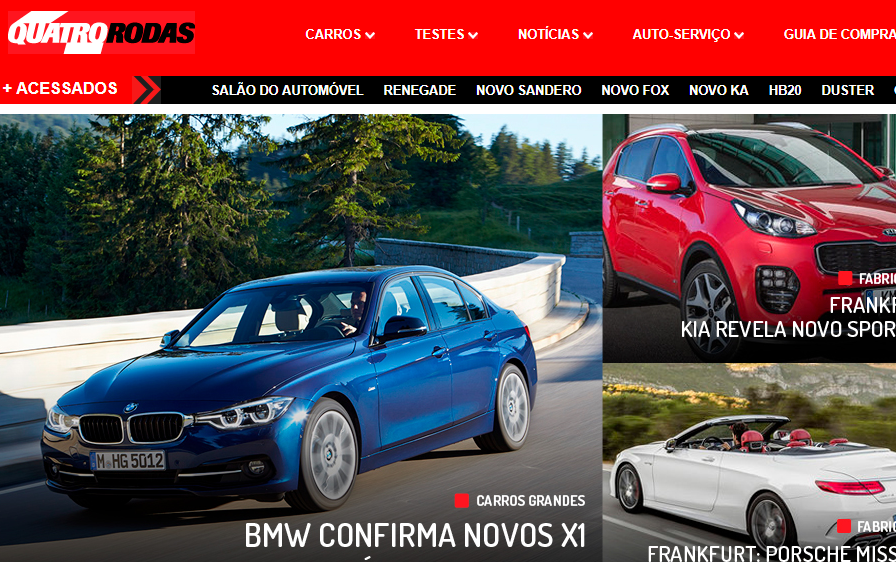 QUATRORODAS
CARROS TESTES NOTÍCIAS AUTO-SERVIÇO GUIA DE COMPRA
+ ACESSADOS SALÃO DO AUTOMÓVEL RENEGADE NOVO SANDERO NOVO FOX NOVO KA HB20 DUSTER
M HG 5012
CARROS GRANDES
BMW CONFIRMA NOVOS X1
KIA
FABRIC
FRANKF
KIA REVELA NOVO SPOR
FABRIC
FRANKFURT: PORSCHE MISS